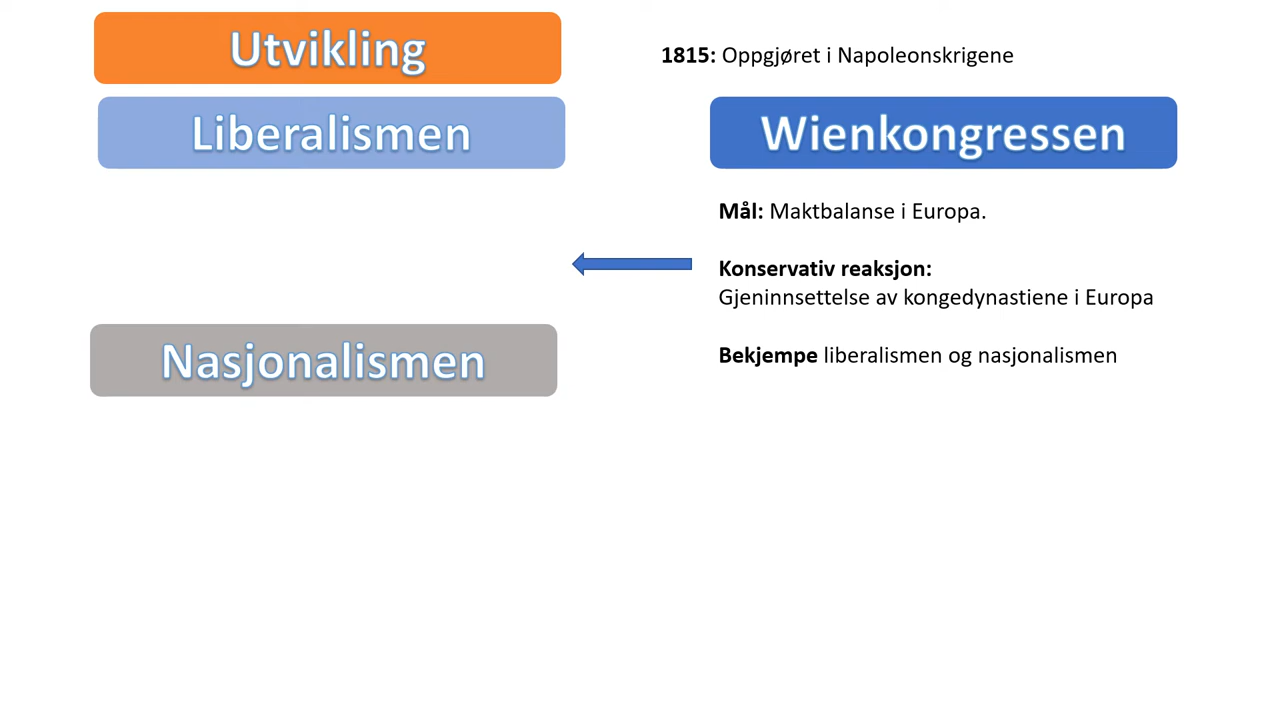 Utvikling
Liberalismen
Nasjonalismen
1815: Oppgjøret i Napoleonskrigene
Wienkongressen
Mål: Maktbalanse i Europa.
Konservativ reaksjon:
Gjeninnsettelse av kongedynastiene i Europa
Bekjempe liberalismen og nasjonalismen